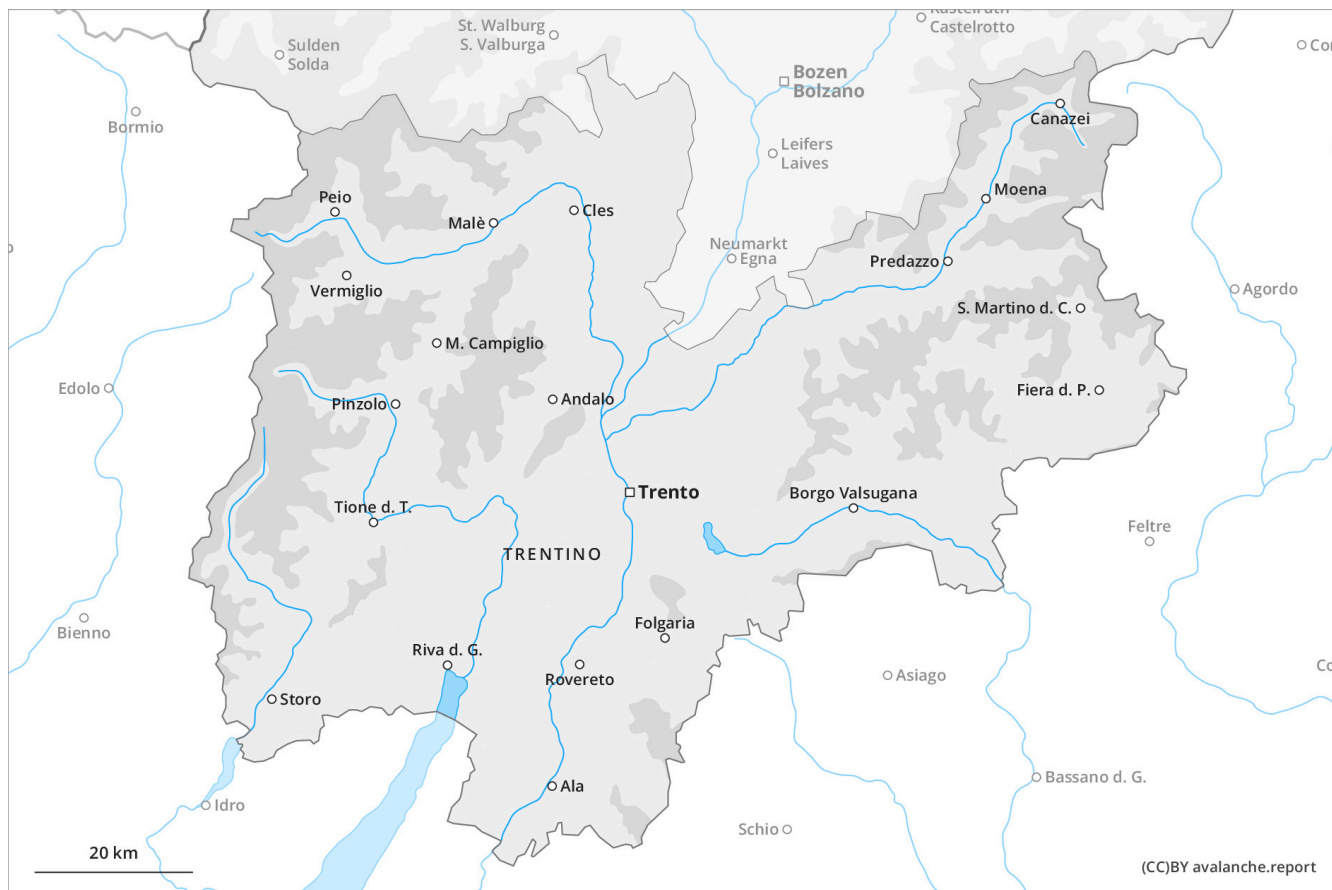 Kastelruth
Castelrotto
St. Walburg
S. Valburga
Sulden
Solda
Bozen
Bolzano
Bormio
Canazei
Leifers
Laives
Peio
Moena
Malè
Cles
Neumarkt
Egna
Predazzo
Vermiglio
Agordo
S. Martino d. C.
M. Campiglio
Edolo
Fiera d. P.
Pinzolo
Andalo
Trento
Borgo Valsugana
Tione d. T.
Feltre
TRENTINO
Bienno
Folgaria
Riva d. G.
Rovereto
Asiago
Storo
Bassano d. G.
Ala
Idro
Schio
20 km
(CC)BY avalanche.report